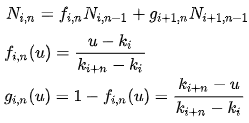 N_{i,n} = f_{i,n}N_{i,n-1} + g_{i+1,n}N_{i+1,n-1}
f_{i,n}(u) = \frac{u - k_i}{k_{i+n} - k_i}
g_{i,n}(u) = 1 - f_{i,n}(u) = \frac{k_{i+n} - u}{k_{i+n} - k_i}